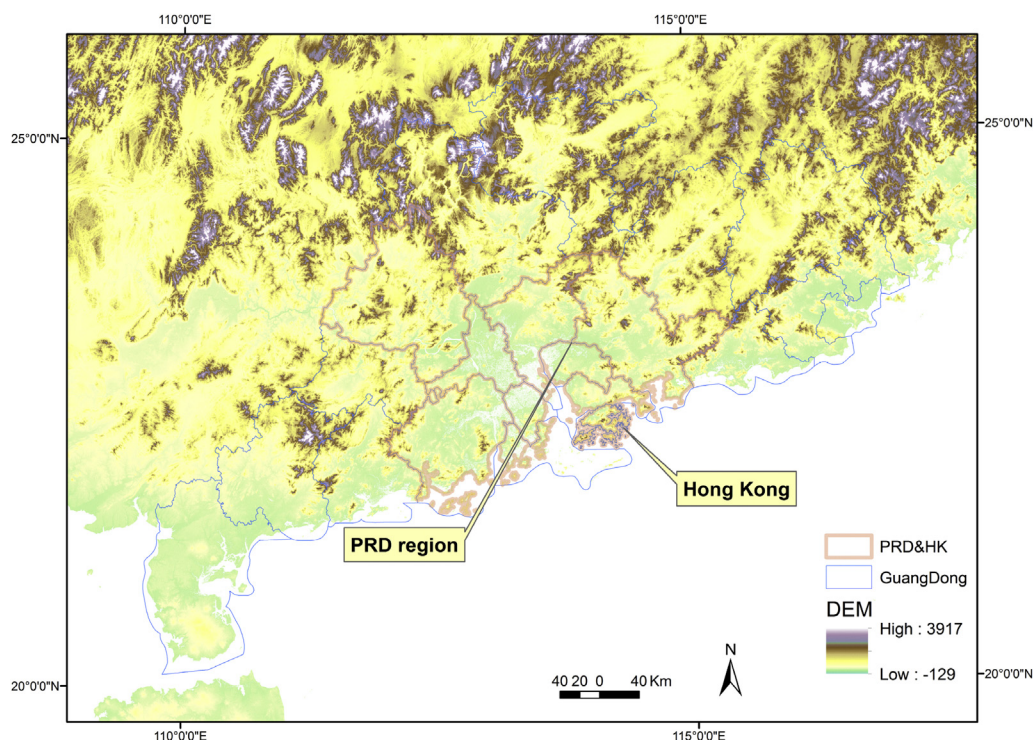 110°0'0"E
115°0'0"E
25°0'0"N
25°0'0"N
Hong Kong
PRD region
PRD&HK
GuangDong
DEM
High : 3917
Low : -129
N
40 20 0 40 Km
20°0'0"N
20°0'0"N
110°0'0"E
115°0'0"E